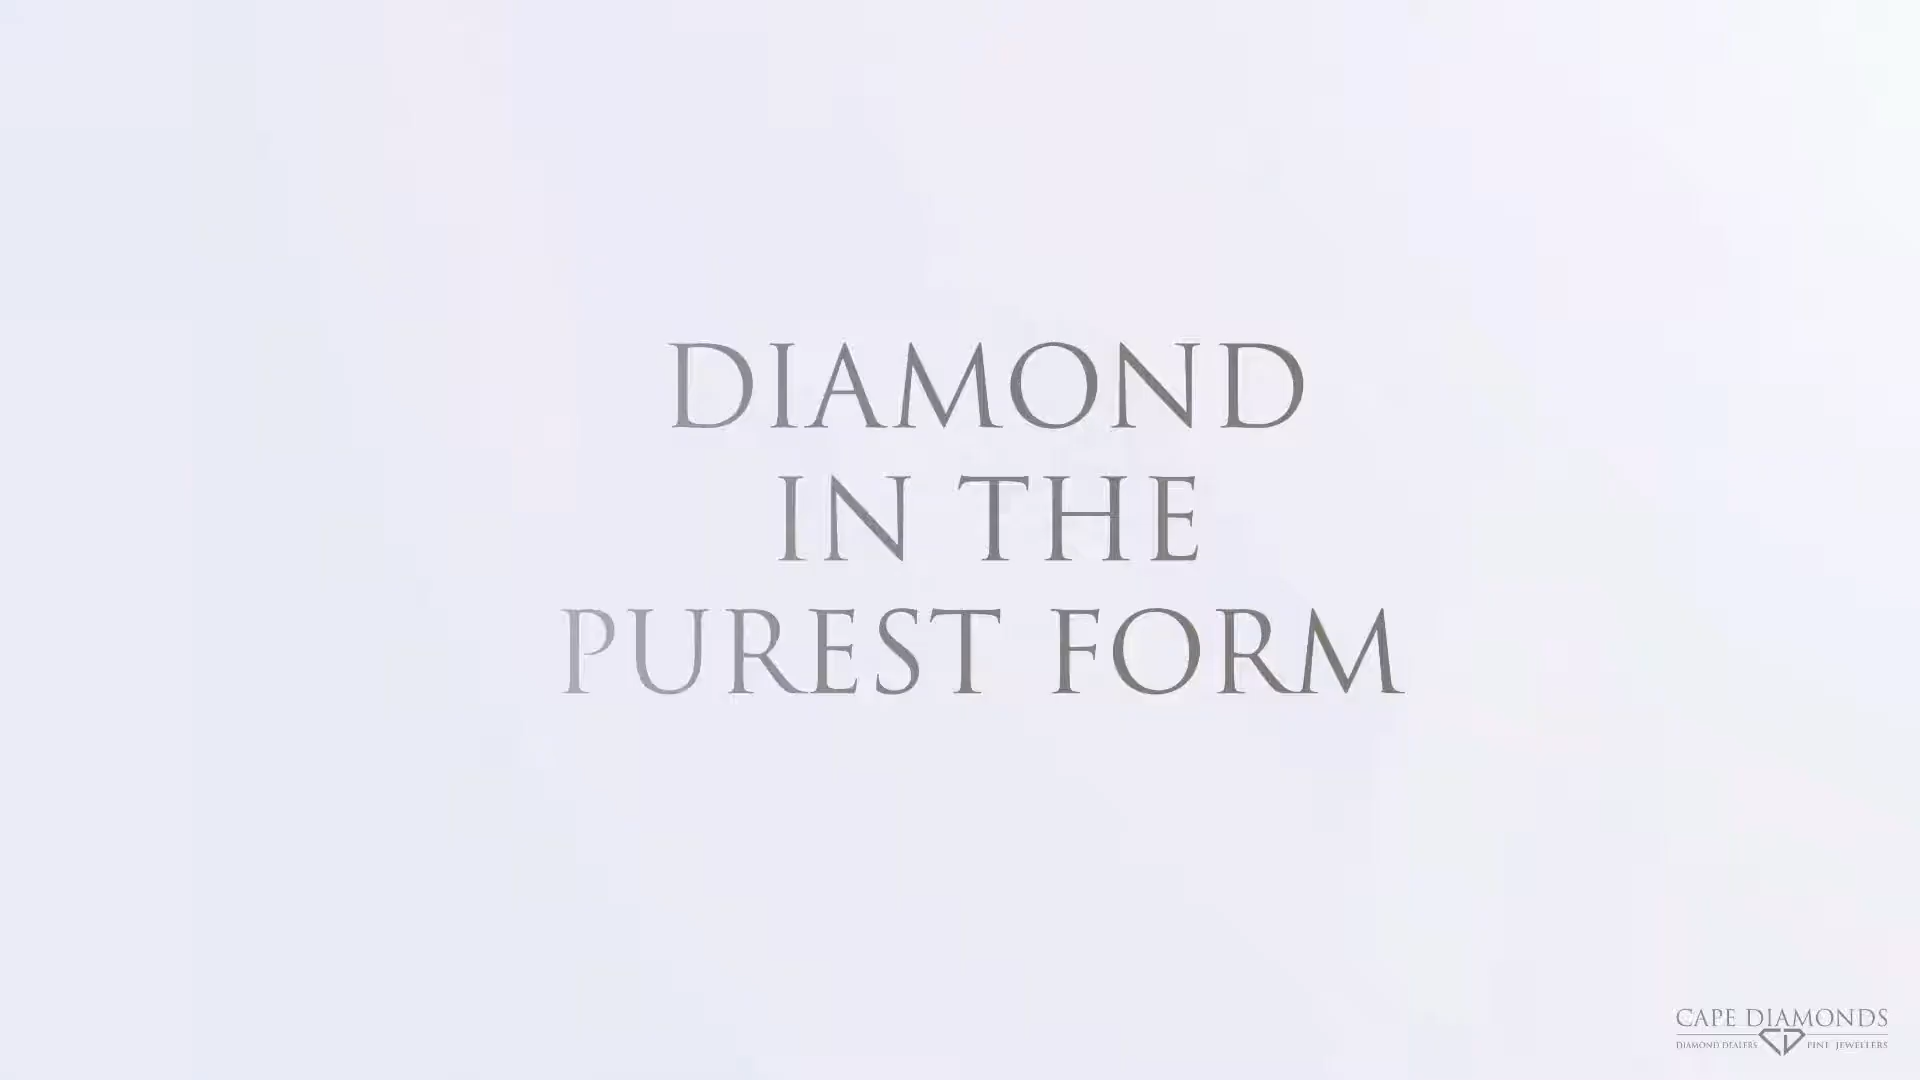 DIAMOND
IN THE
PUREST FORM
CAPE DIAMONDS
DIAMOND DEALERS FINE JEWELLERS